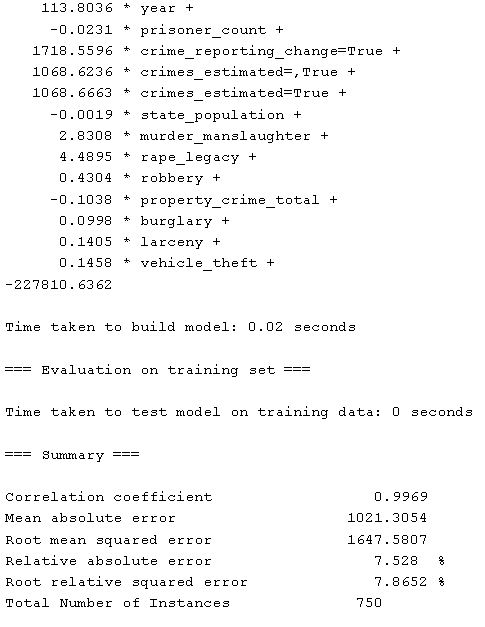 113.8036 * year +
-0.0231 * prisoner_count +
1718.5596 * crime_reporting_change=True +
1068.6236 * crimes_estimated=,True +
1068.6663 * crimes_estimated=True +
-0.0019 * state_population +
2.8308 * murder_manslaughter +
4.4895 * rape_legacy +
0.4304 * robbery +
-0.1038 * property_crime_total +
0.0998 * burglary +
0.1405 * larceny +
0.1458 * vehicle_theft +
-227810.6362
Time taken to build model: 0.02 seconds
=== Evaluation on training set ===
Time taken to test model on training data: 0 seconds
=== Summary ===
Correlation coefficient 0.9969
Mean absolute error 1021.3054
Root mean squared error 1647.5807
Relative absolute error 7.528 %
Root relative squared error 7.8652 %
Total Number of Instances 750